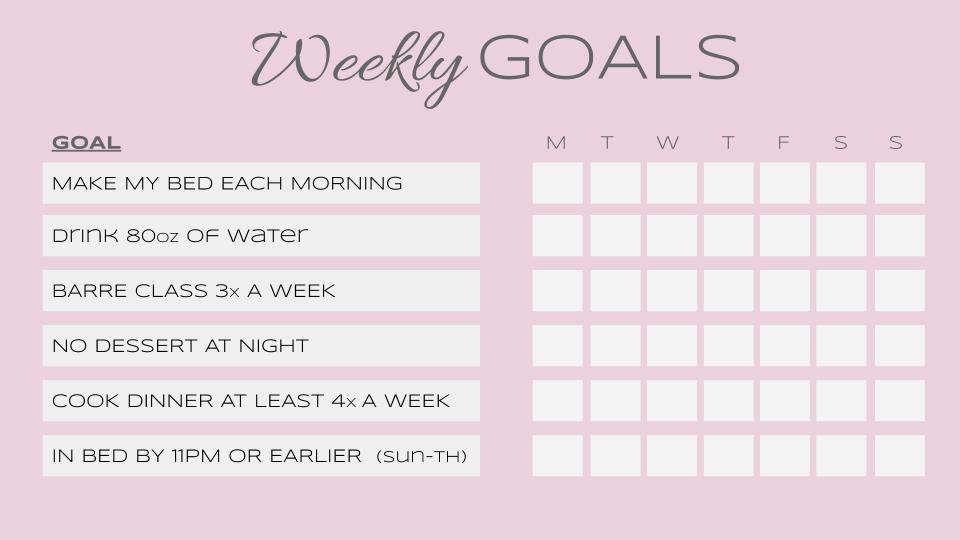 Weekly GOALS
GOAL M T W T F S S
MAKE MY BED EACH MORNING
Drink 80oz OF water
BARRE CLASS 3x A WEEK
NO DESSERT AT NIGHT
COOK DINNER AT LEAST 4x A WEEK
IN BED BY 11PM OR EARLIER (Sun-TH)